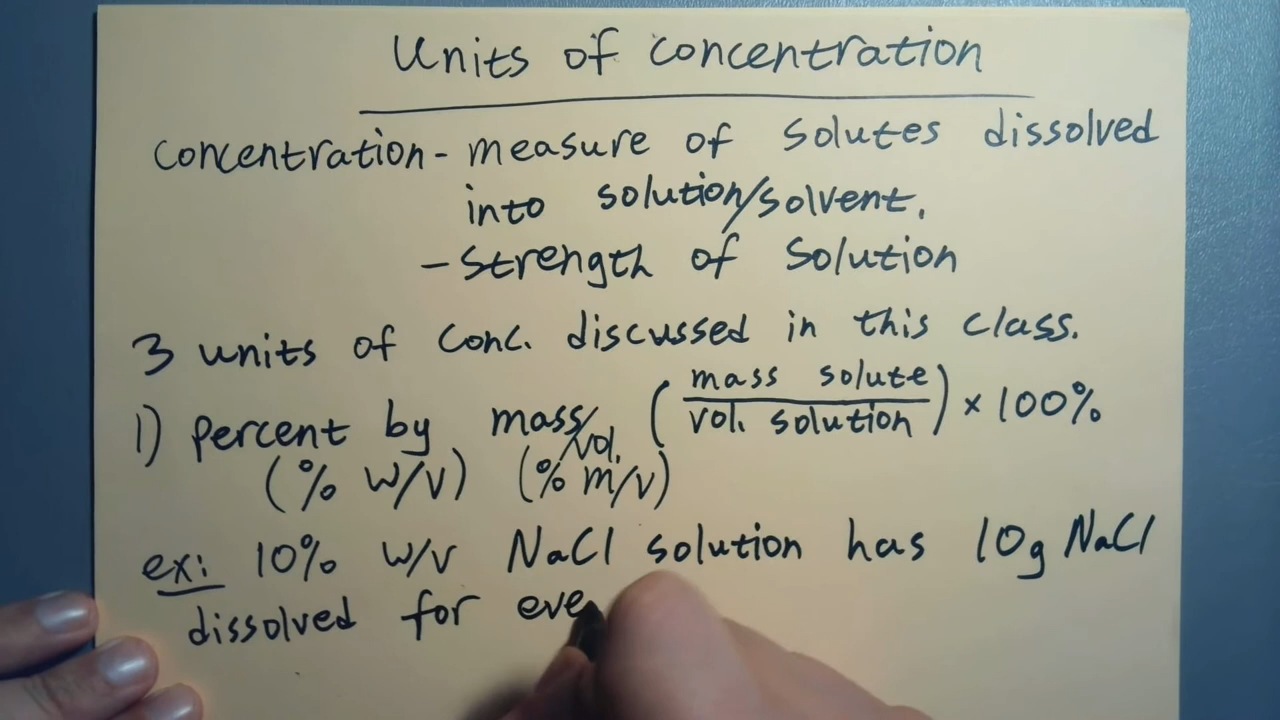 Units of concentration
concentration - measure of solutes dissolved
into solution/solvent.
- Strength of solution
3 units of conc. discussed in this class.
1) percent by mass/vol. (mass solute/vol. solution) × 100%
(% w/v) (% m/v)
ex: 10% w/v NaCl solution has 10g NaCl
dissolved for eve